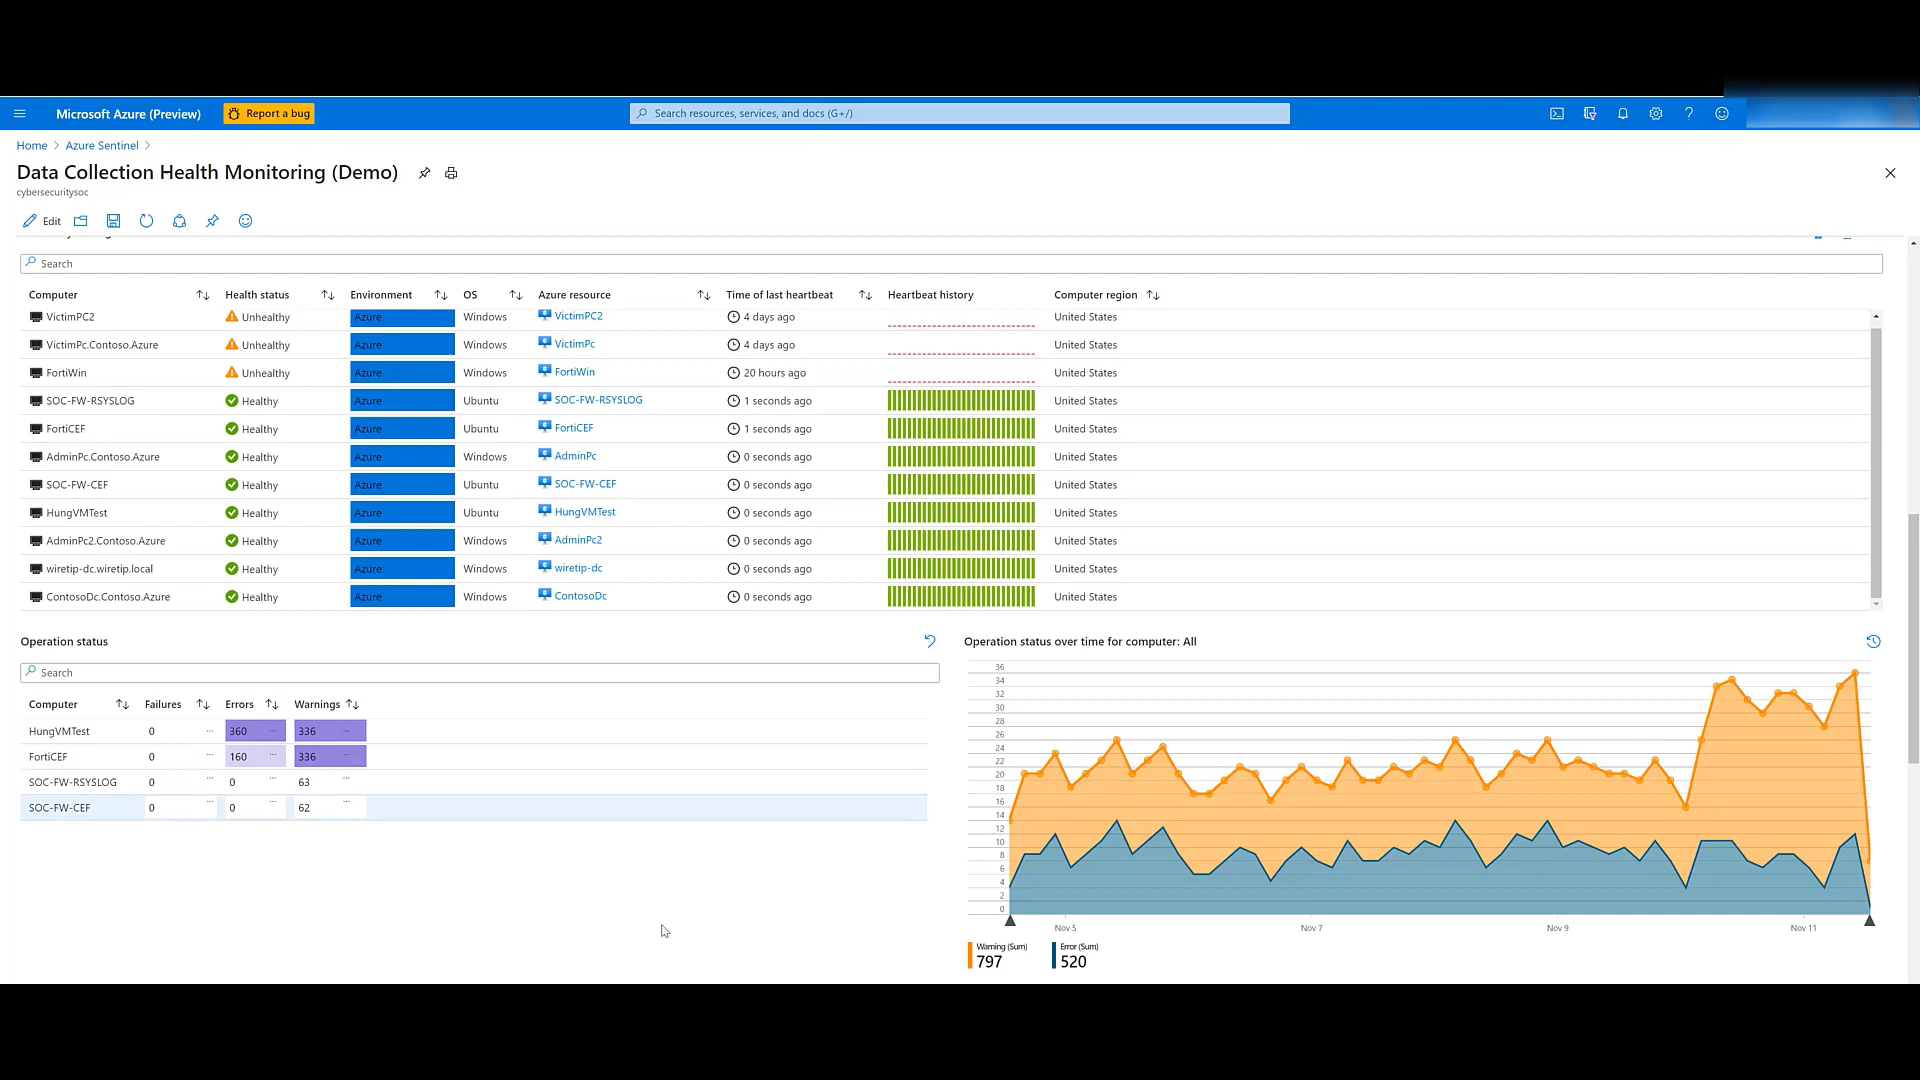 Microsoft Azure (Preview)
Report a bug
Search resources, services, and docs (G+/)
Home > Azure Sentinel >
Data Collection Health Monitoring (Demo)
cybersecuritysoc
Edit
Search
Computer Health status Environment OS Azure resource Time of last heartbeat Heartbeat history Computer region
VictimPC2 Unhealthy Azure Windows VictimPC2 4 days ago United States
VictimPc.Contoso.Azure Unhealthy Azure Windows VictimPc 4 days ago United States
FortiWin Unhealthy Azure Windows FortiWin 20 hours ago United States
SOC-FW-RSYSLOG Healthy Azure Ubuntu SOC-FW-RSYSLOG 1 seconds ago United States
FortiCEF Healthy Azure Ubuntu FortiCEF 1 seconds ago United States
AdminPc.Contoso.Azure Healthy Azure Windows AdminPc 0 seconds ago United States
SOC-FW-CEF Healthy Azure Ubuntu SOC-FW-CEF 0 seconds ago United States
HungVMTest Healthy Azure Ubuntu HungVMTest 0 seconds ago United States
AdminPc2.Contoso.Azure Healthy Azure Windows AdminPc2 0 seconds ago United States
wiretip-dc.wiretip.local Healthy Azure Windows wiretip-dc 0 seconds ago United States
ContosoDc.Contoso.Azure Healthy Azure Windows ContosoDc 0 seconds ago United States
Operation status
Search
Computer Failures Errors Warnings
HungVMTest 0 ... 360 ... 336 ...
FortiCEF 0 ... 160 ... 336 ...
SOC-FW-RSYSLOG 0 ... 0 ... 63 ...
SOC-FW-CEF 0 ... 0 ... 62 ...
Operation status over time for computer: All
36
34
32
30
28
26
24
22
20
18
16
14
12
10
8
6
4
2
0
Nov 5 Nov 7 Nov 9 Nov 11
Warning (Sum) Error (Sum)
797 520